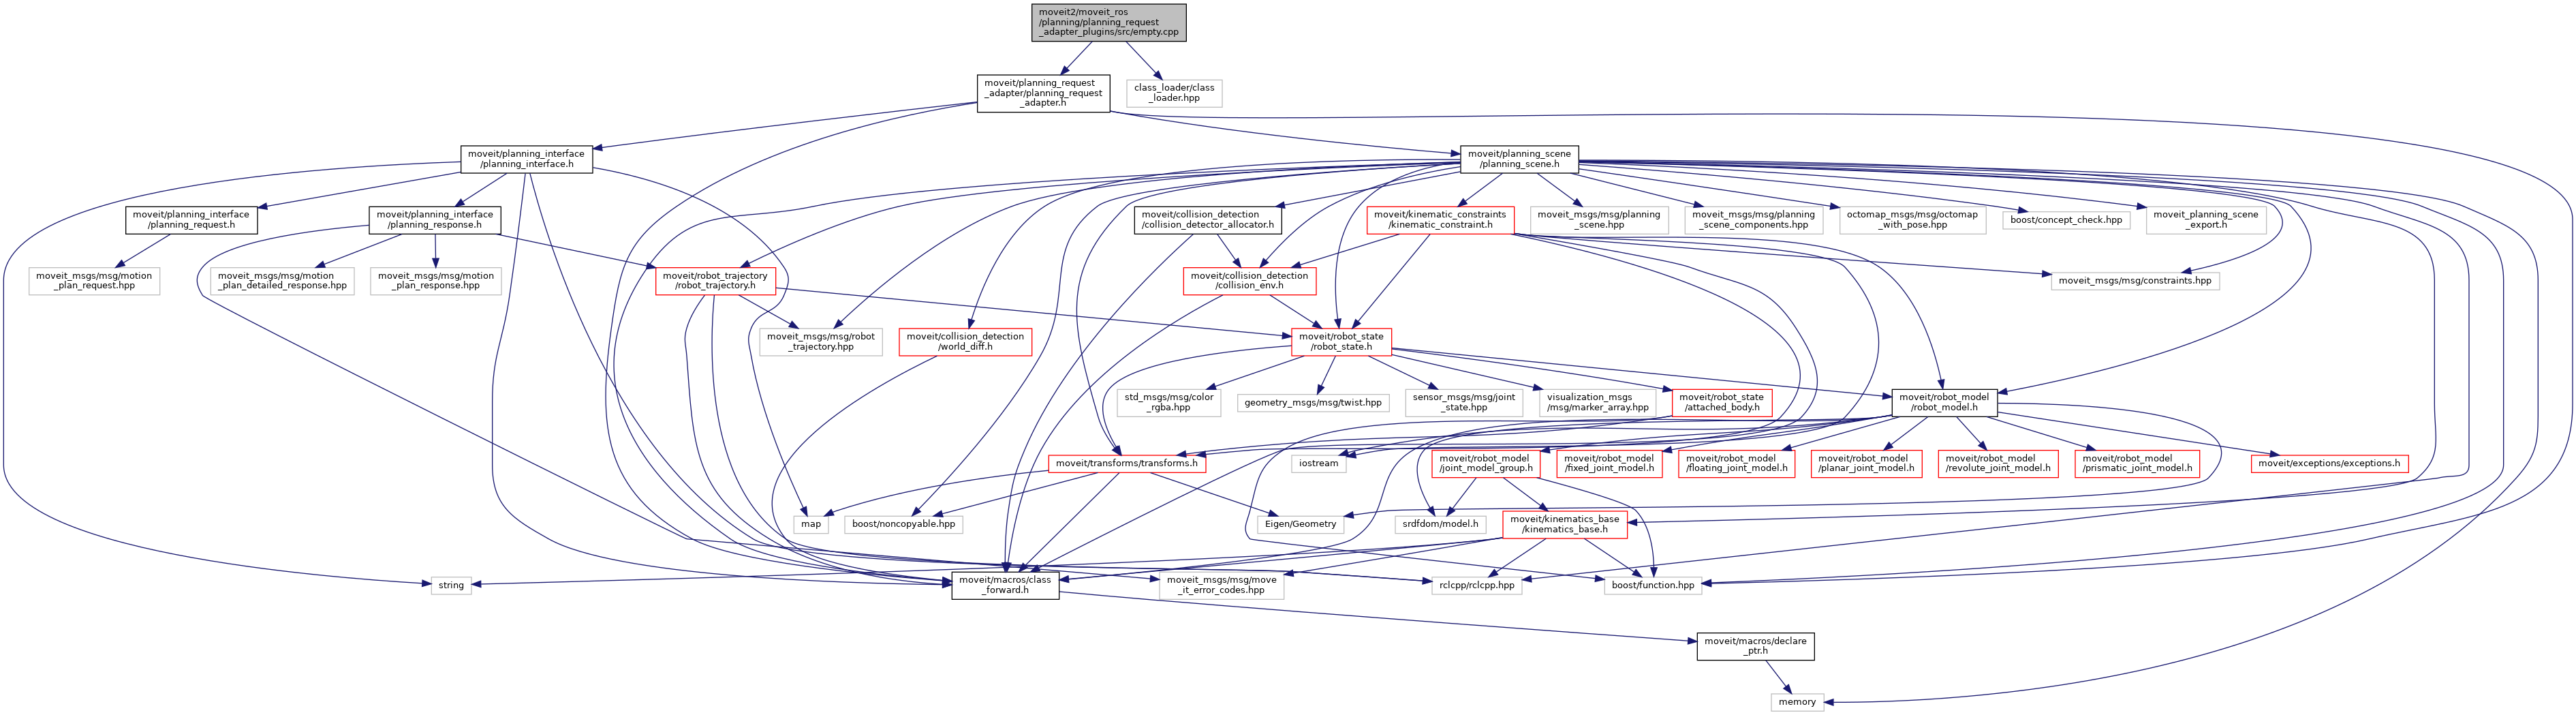 moveit2/moveit_ros
/planning/planning_request
_adapter_plugins/src/empty.cpp
moveit/planning_request
_adapter/planning_request
_adapter.h
class_loader/class
_loader.hpp
moveit/planning_interface
/planning_interface.h
moveit/planning_scene
/planning_scene.h
moveit/planning_interface
/planning_request.h
moveit/planning_interface
/planning_response.h
moveit/collision_detection
/collision_detector_allocator.h
moveit/kinematic_constraints
/kinematic_constraint.h
moveit_msgs/msg/planning
_scene.hpp
moveit_msgs/msg/planning
_scene_components.hpp
octomap_msgs/msg/octomap
_with_pose.hpp
boost/concept_check.hpp
moveit_planning_scene
_export.h
moveit_msgs/msg/motion
_plan_request.hpp
moveit_msgs/msg/motion
_plan_detailed_response.hpp
moveit_msgs/msg/motion
_plan_response.hpp
moveit/robot_trajectory
/robot_trajectory.h
moveit/collision_detection
/collision_env.h
moveit_msgs/msg/constraints.hpp
moveit_msgs/msg/robot
_trajectory.hpp
moveit/collision_detection
/world_diff.h
moveit/robot_state
/robot_state.h
std_msgs/msg/color
_rgba.hpp
geometry_msgs/msg/twist.hpp
sensor_msgs/msg/joint
_state.hpp
visualization_msgs
/msg/marker_array.hpp
moveit/robot_state
/attached_body.h
moveit/robot_model
/robot_model.h
moveit/transforms/transforms.h
iostream
moveit/robot_model
/joint_model_group.h
moveit/robot_model
/fixed_joint_model.h
moveit/robot_model
/floating_joint_model.h
moveit/robot_model
/planar_joint_model.h
moveit/robot_model
/revolute_joint_model.h
moveit/robot_model
/prismatic_joint_model.h
moveit/exceptions/exceptions.h
map
boost/noncopyable.hpp
Eigen/Geometry
srdfdom/model.h
moveit/kinematics_base
/kinematics_base.h
string
moveit/macros/class
_forward.h
moveit_msgs/msg/move
_it_error_codes.hpp
rclcpp/rclcpp.hpp
boost/function.hpp
moveit/macros/declare
_ptr.h
memory